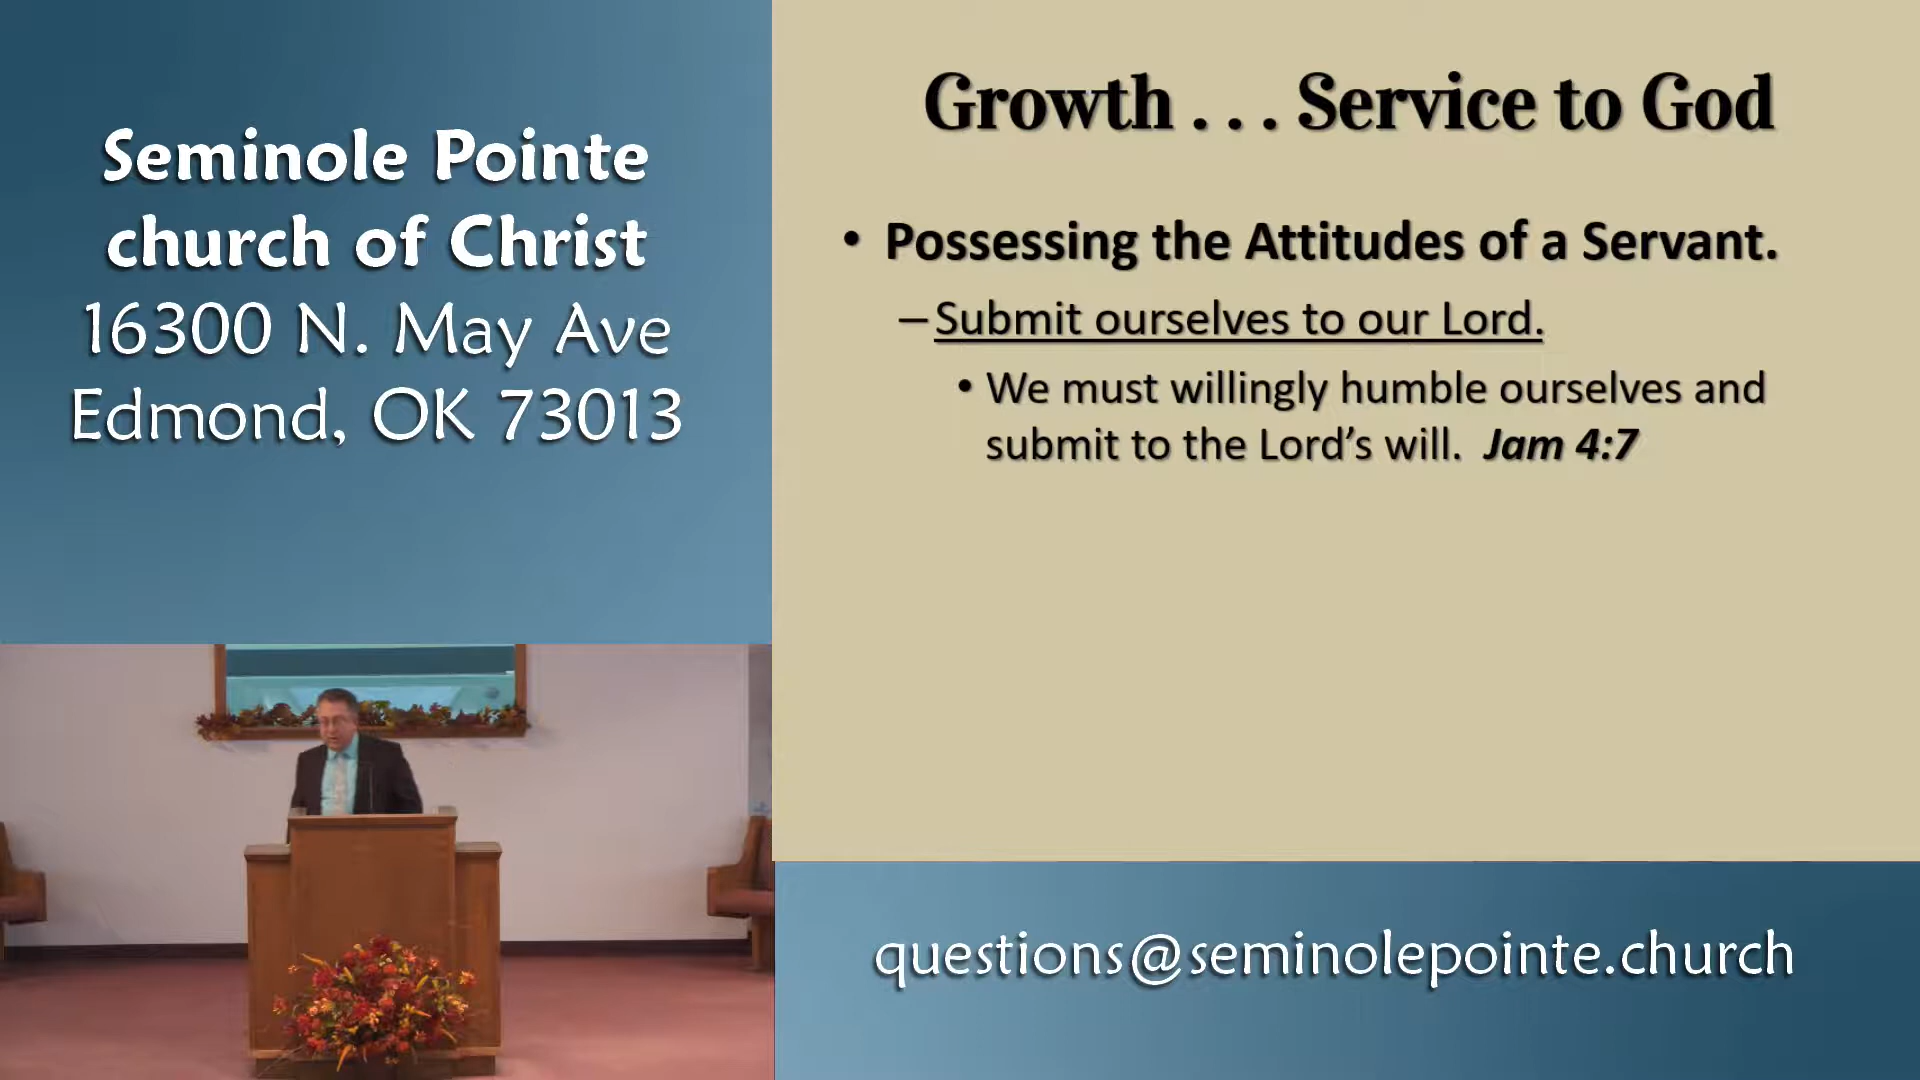 Seminole Pointe
church of Christ
16300 N. May Ave
Edmond, OK 73013
Growth . . . Service to God
• Possessing the Attitudes of a Servant.
– Submit ourselves to our Lord.
• We must willingly humble ourselves and
submit to the Lord's will. Jam 4:7
questions@seminolepointe.church